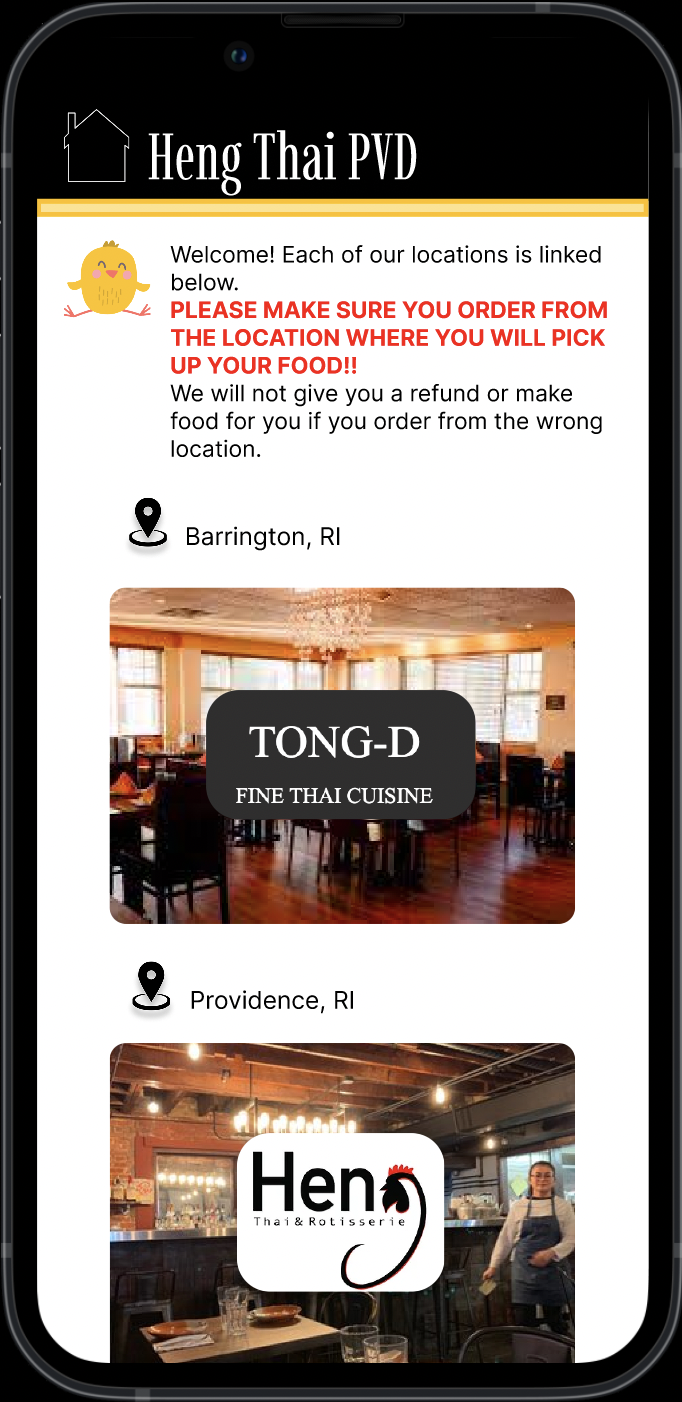 Heng Thai PVD
Welcome! Each of our locations is linked
below.
PLEASE MAKE SURE YOU ORDER FROM
THE LOCATION WHERE YOU WILL PICK
UP YOUR FOOD!!
We will not give you a refund or make
food for you if you order from the wrong
location.
Barrington, RI
TONG-D
FINE THAI CUISINE
Providence, RI
Heng
Thai & Rotisserie